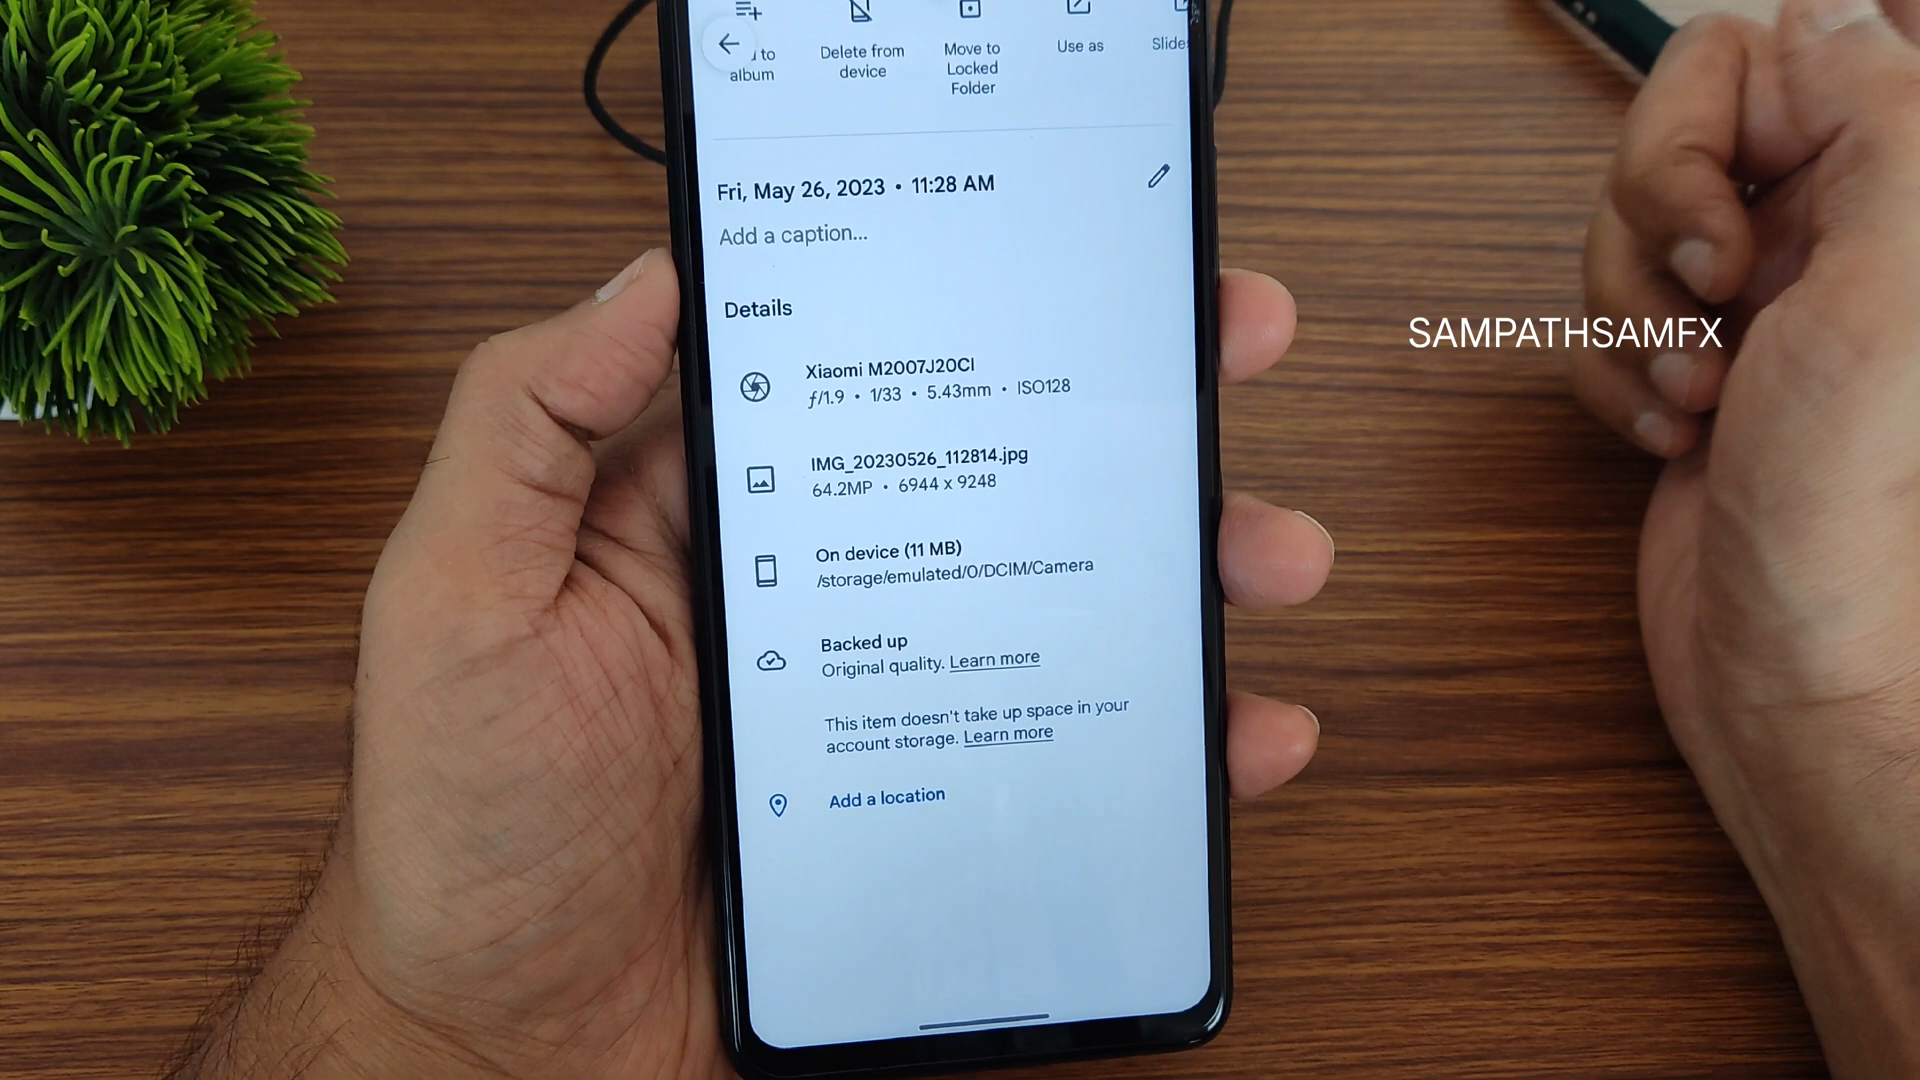 album
Delete from
device
Move to
Locked
Folder
Use as
Fri, May 26, 2023 • 11:28 AM
Add a caption...
Details
Xiaomi M2007J20CI
ƒ/1.9 • 1/33 • 5.43mm • ISO128
IMG_20230526_112814.jpg
64.2MP • 6944 x 9248
On device (11 MB)
/storage/emulated/0/DCIM/Camera
Backed up
Original quality. Learn more
This item doesn't take up space in your
account storage. Learn more
Add a location
SAMPATHSAMFX